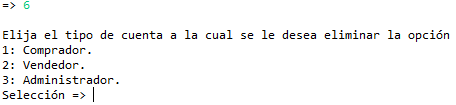 => 6
Elija el tipo de cuenta a la cual se le desea eliminar la opción
1: Comprador.
2: Vendedor.
3: Administrador.
Selección =>